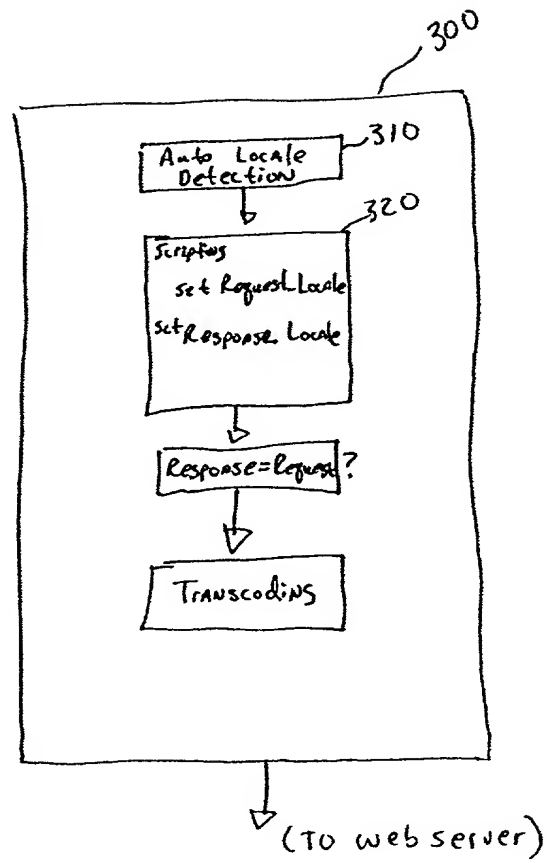 300
310
Auto Locale
Detection
320
Scripting
set Request Locale
set Response Locale
Response=Request?
Transcoding
(To web server)